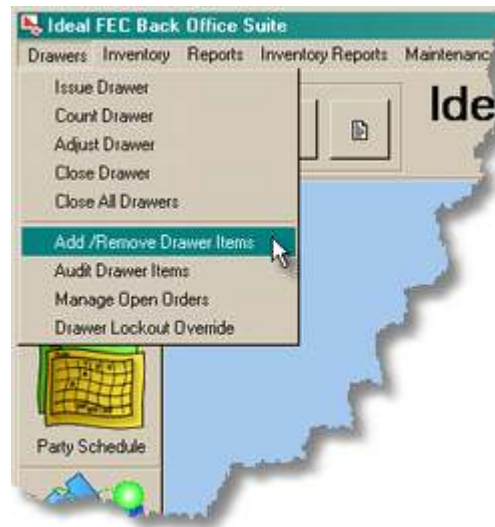 Ideal FEC Back Office Suite
Drawers Inventory Reports Inventory Reports Maintenanc
Ide
Issue Drawer
Count Drawer
Adjust Drawer
Close Drawer
Close All Drawers
Add /Remove Drawer Items
Audit Drawer Items
Manage Open Orders
Drawer Lockout Override
Party Schedule